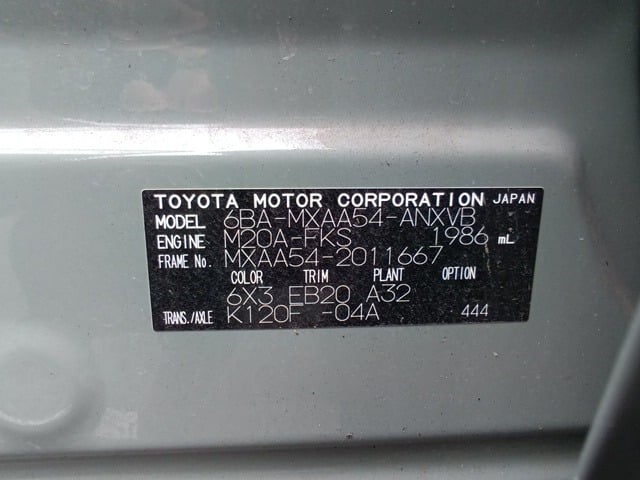 TOYOTA MOTOR CORPORATION JAPAN
MODEL 6BA-MXAA54-ANXVB
ENGINE M20A-FKS 1986 mL
FRAME No. MXAA54-2011667
COLOR TRIM PLANT OPTION
6X3 EB20 A32
TRANS./AXLE K120F -04A 444